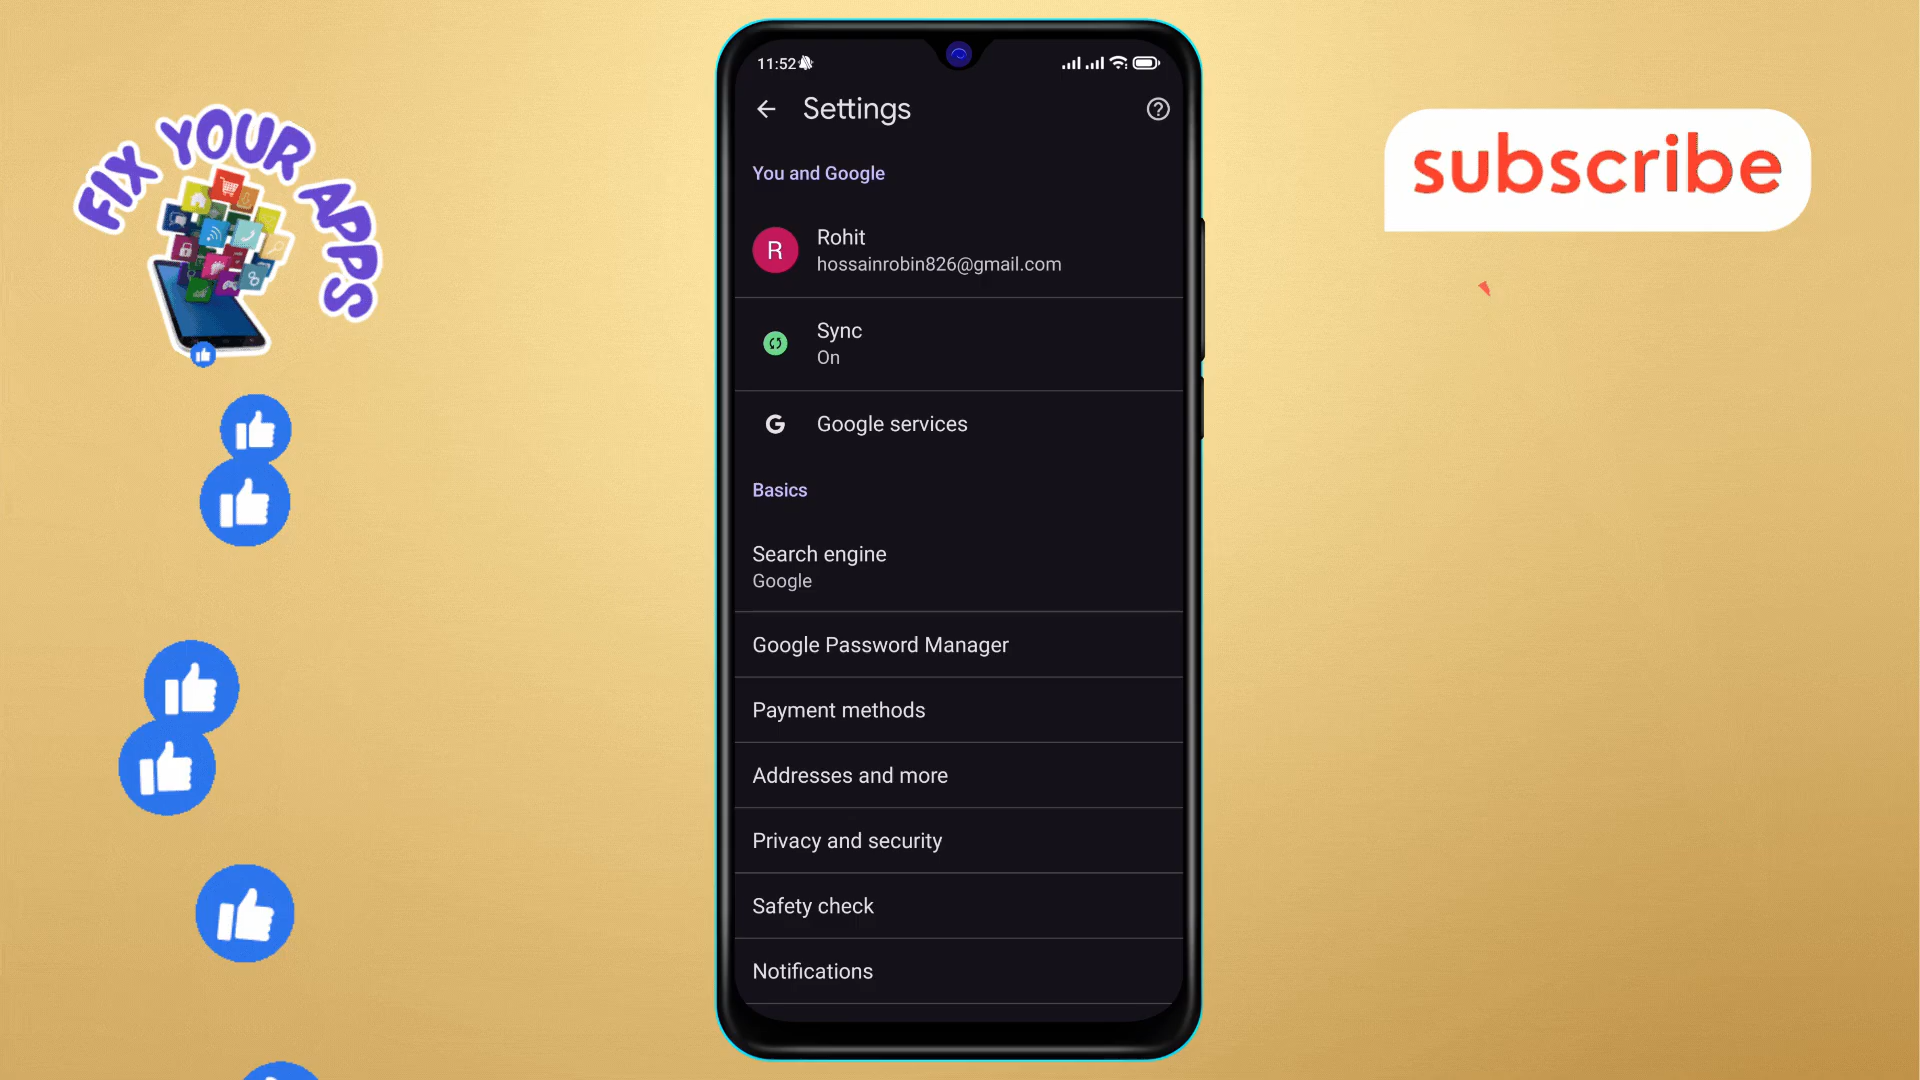 FIX YOUR APPS
11:52
Settings
You and Google
R
Rohit
hossainrobin826@gmail.com
Sync
On
G
Google services
Basics
Search engine
Google
Google Password Manager
Payment methods
Addresses and more
Privacy and security
Safety check
Notifications
subscribe